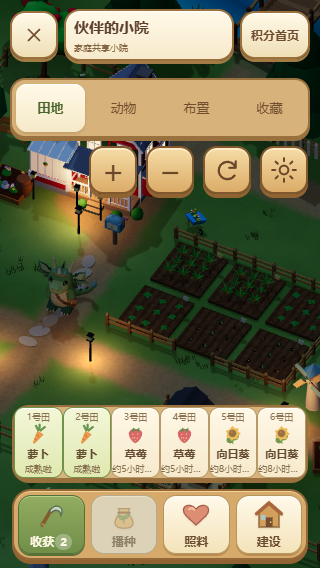 伙伴的小院
家庭共享小院
积分首页
田地
动物
布置
收藏
1号田
萝卜
成熟啦
2号田
萝卜
成熟啦
3号田
草莓
约5小时...
4号田
草莓
约5小时...
5号田
向日葵
约8小时...
6号田
向日葵
约8小时...
收获 2
播种
照料
建设